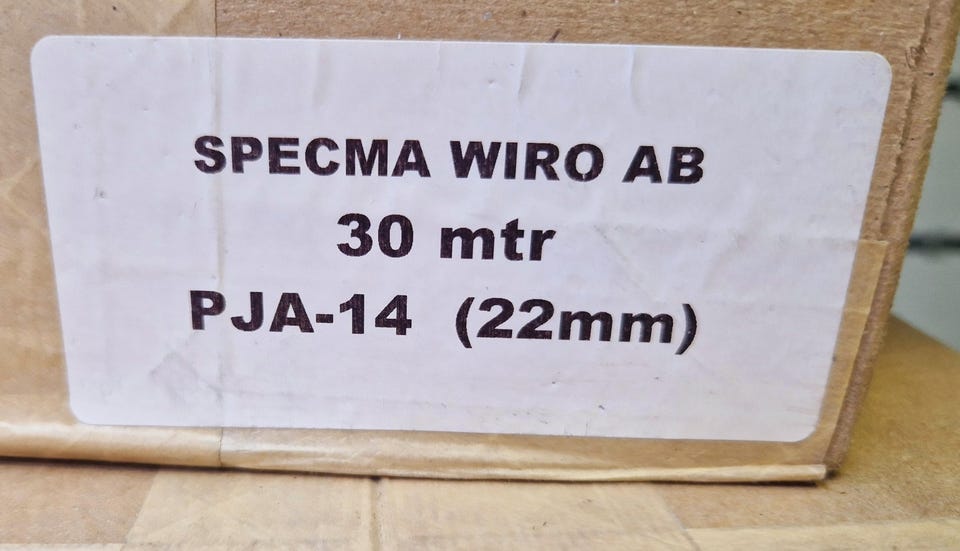 SPECMA WIRO AB
30 mtr
PJA-14 (22mm)